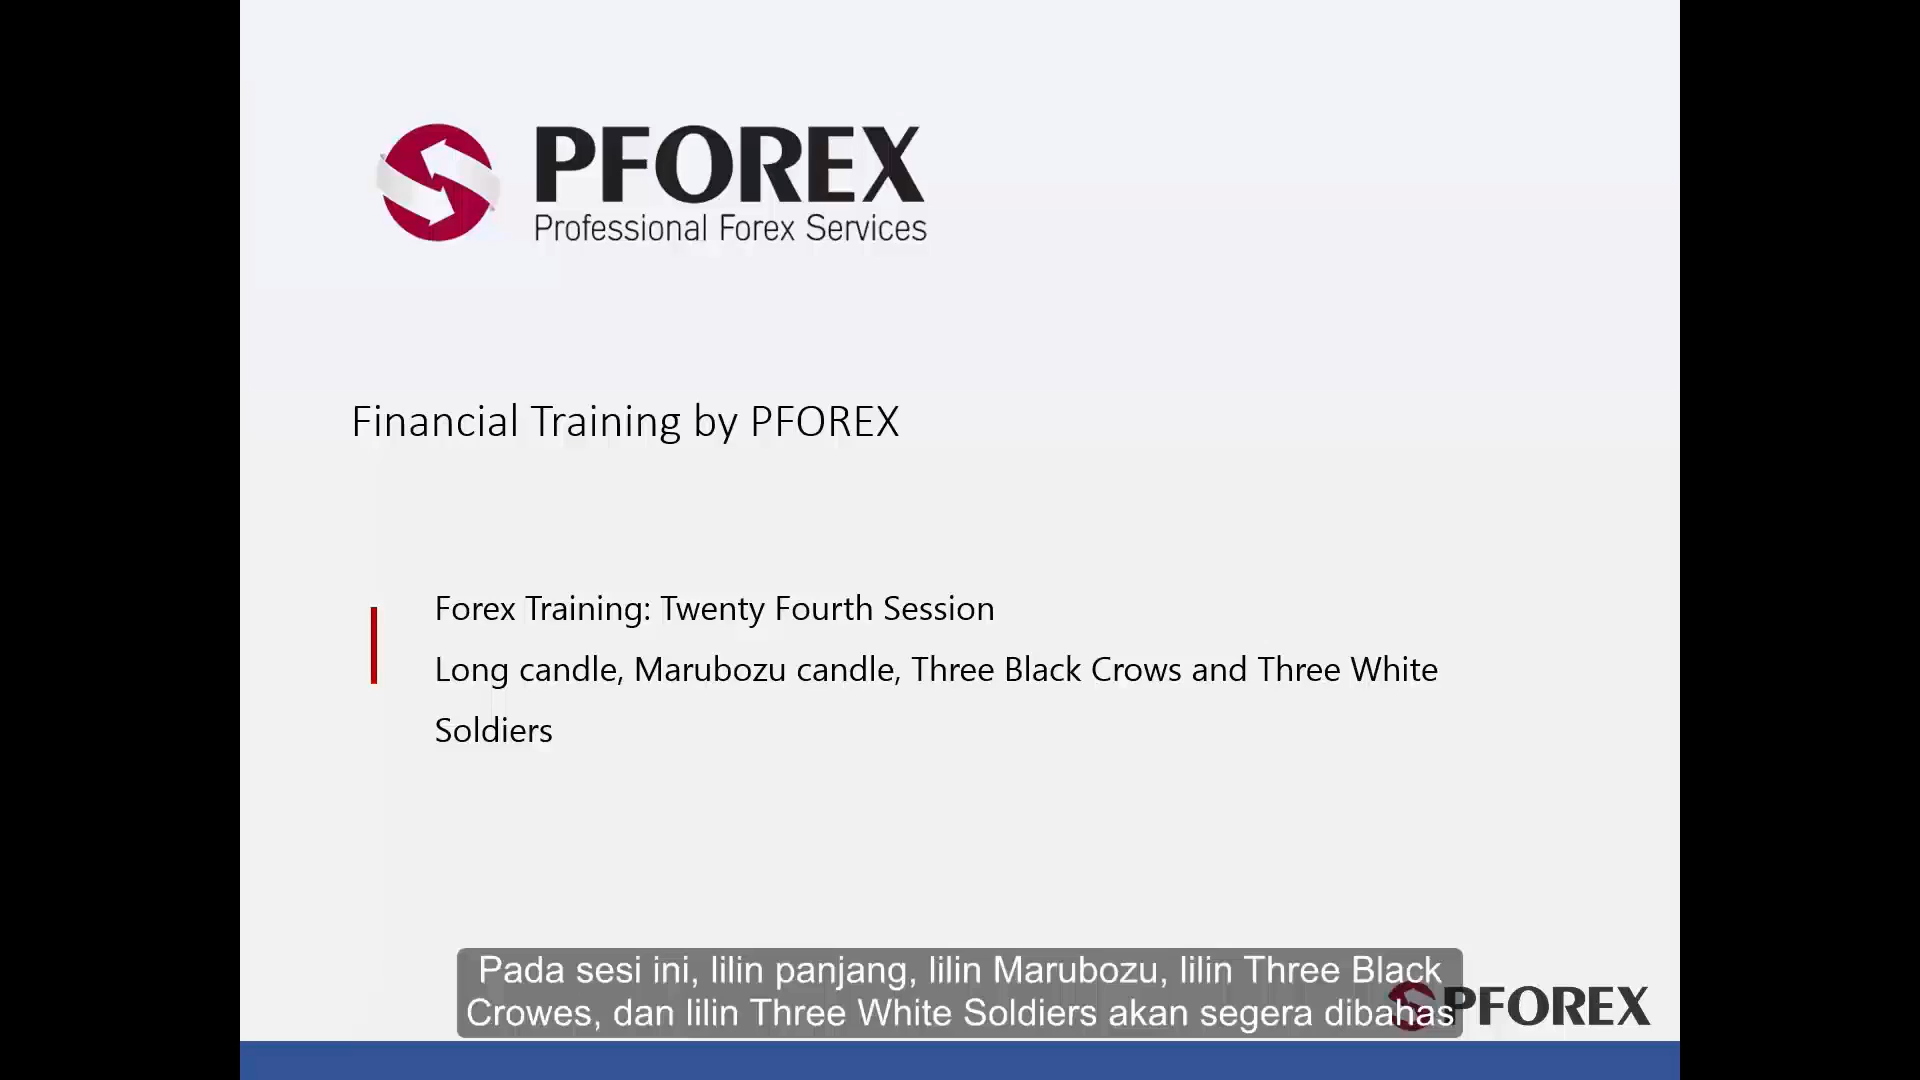 PFOREX
Professional Forex Services
Financial Training by PFOREX
Forex Training: Twenty Fourth Session
Long candle, Marubozu candle, Three Black Crows and Three White
Soldiers
Pada sesi ini, lilin panjang, lilin Marubozu, lilin Three Black
Crowes, dan lilin Three White Soldiers akan segera dibahas
PFOREX